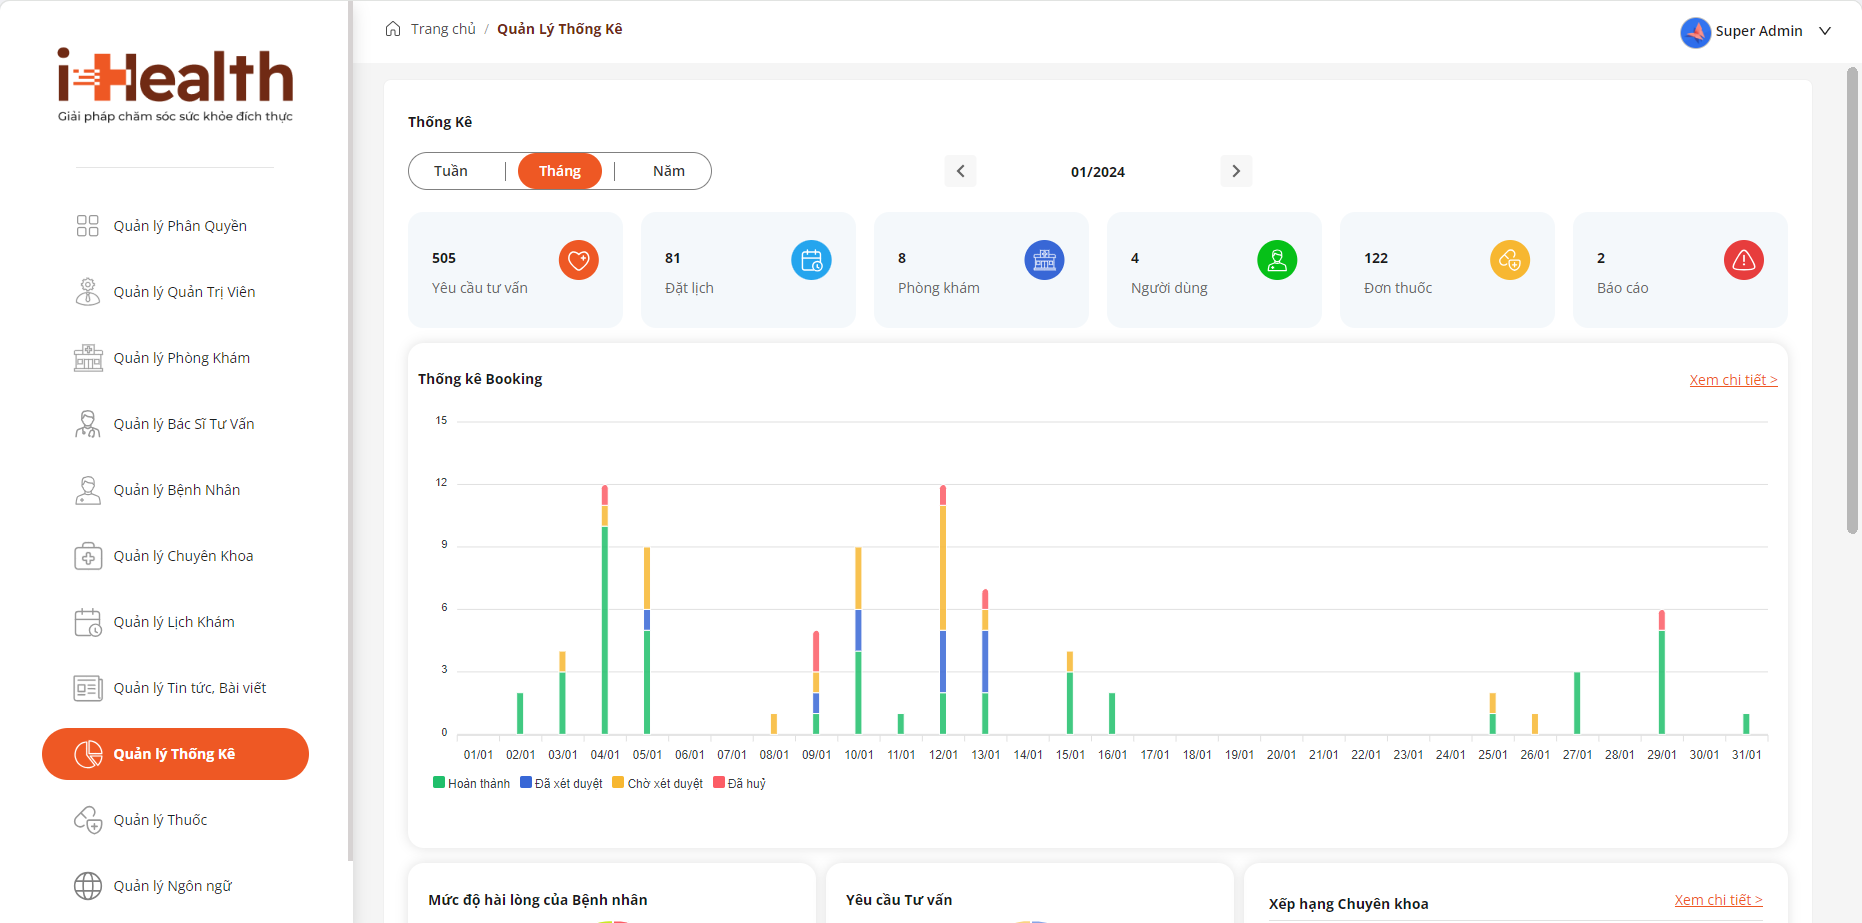 iHealth
Giải pháp chăm sóc sức khỏe đích thực
Quản lý Phân Quyền
Quản lý Quản Trị Viên
Quản lý Phòng Khám
Quản lý Bác Sĩ Tư Vấn
Quản lý Bệnh Nhân
Quản lý Chuyên Khoa
Quản lý Lịch Khám
Quản lý Tin tức, Bài viết
Quản lý Thống Kê
Quản lý Thuốc
Quản lý Ngôn ngữ
Trang chủ / Quản Lý Thống Kê
Super Admin
Thống Kê
Tuần Tháng Năm
01/2024
505
Yêu cầu tư vấn
81
Đặt lịch
8
Phòng khám
4
Người dùng
122
Đơn thuốc
2
Báo cáo
Thống kê Booking
Xem chi tiết >
15
12
9
6
3
0
01/01 02/01 03/01 04/01 05/01 06/01 07/01 08/01 09/01 10/01 11/01 12/01 13/01 14/01 15/01 16/01 17/01 18/01 19/01 20/01 21/01 22/01 23/01 24/01 25/01 26/01 27/01 28/01 29/01 30/01 31/01
Hoàn thành Đã xét duyệt Chờ xét duyệt Đã huỷ
Mức độ hài lòng của Bệnh nhân
Yêu cầu Tư vấn
Xếp hạng Chuyên khoa
Xem chi tiết >